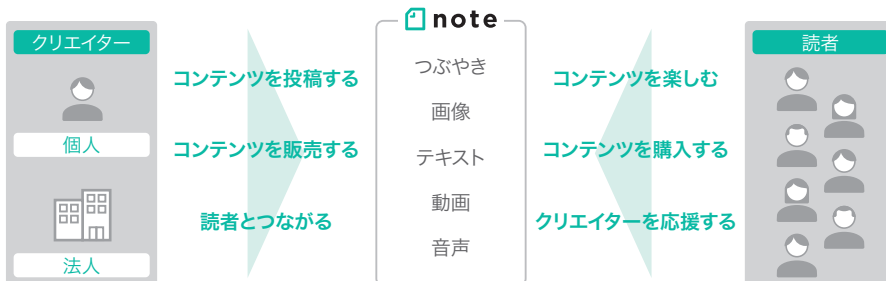 クリエイター
個人
法人
コンテンツを投稿する
コンテンツを販売する
読者とつながる
note
つぶやき
画像
テキスト
動画
音声
コンテンツを楽しむ
コンテンツを購入する
クリエイターを応援する
読者